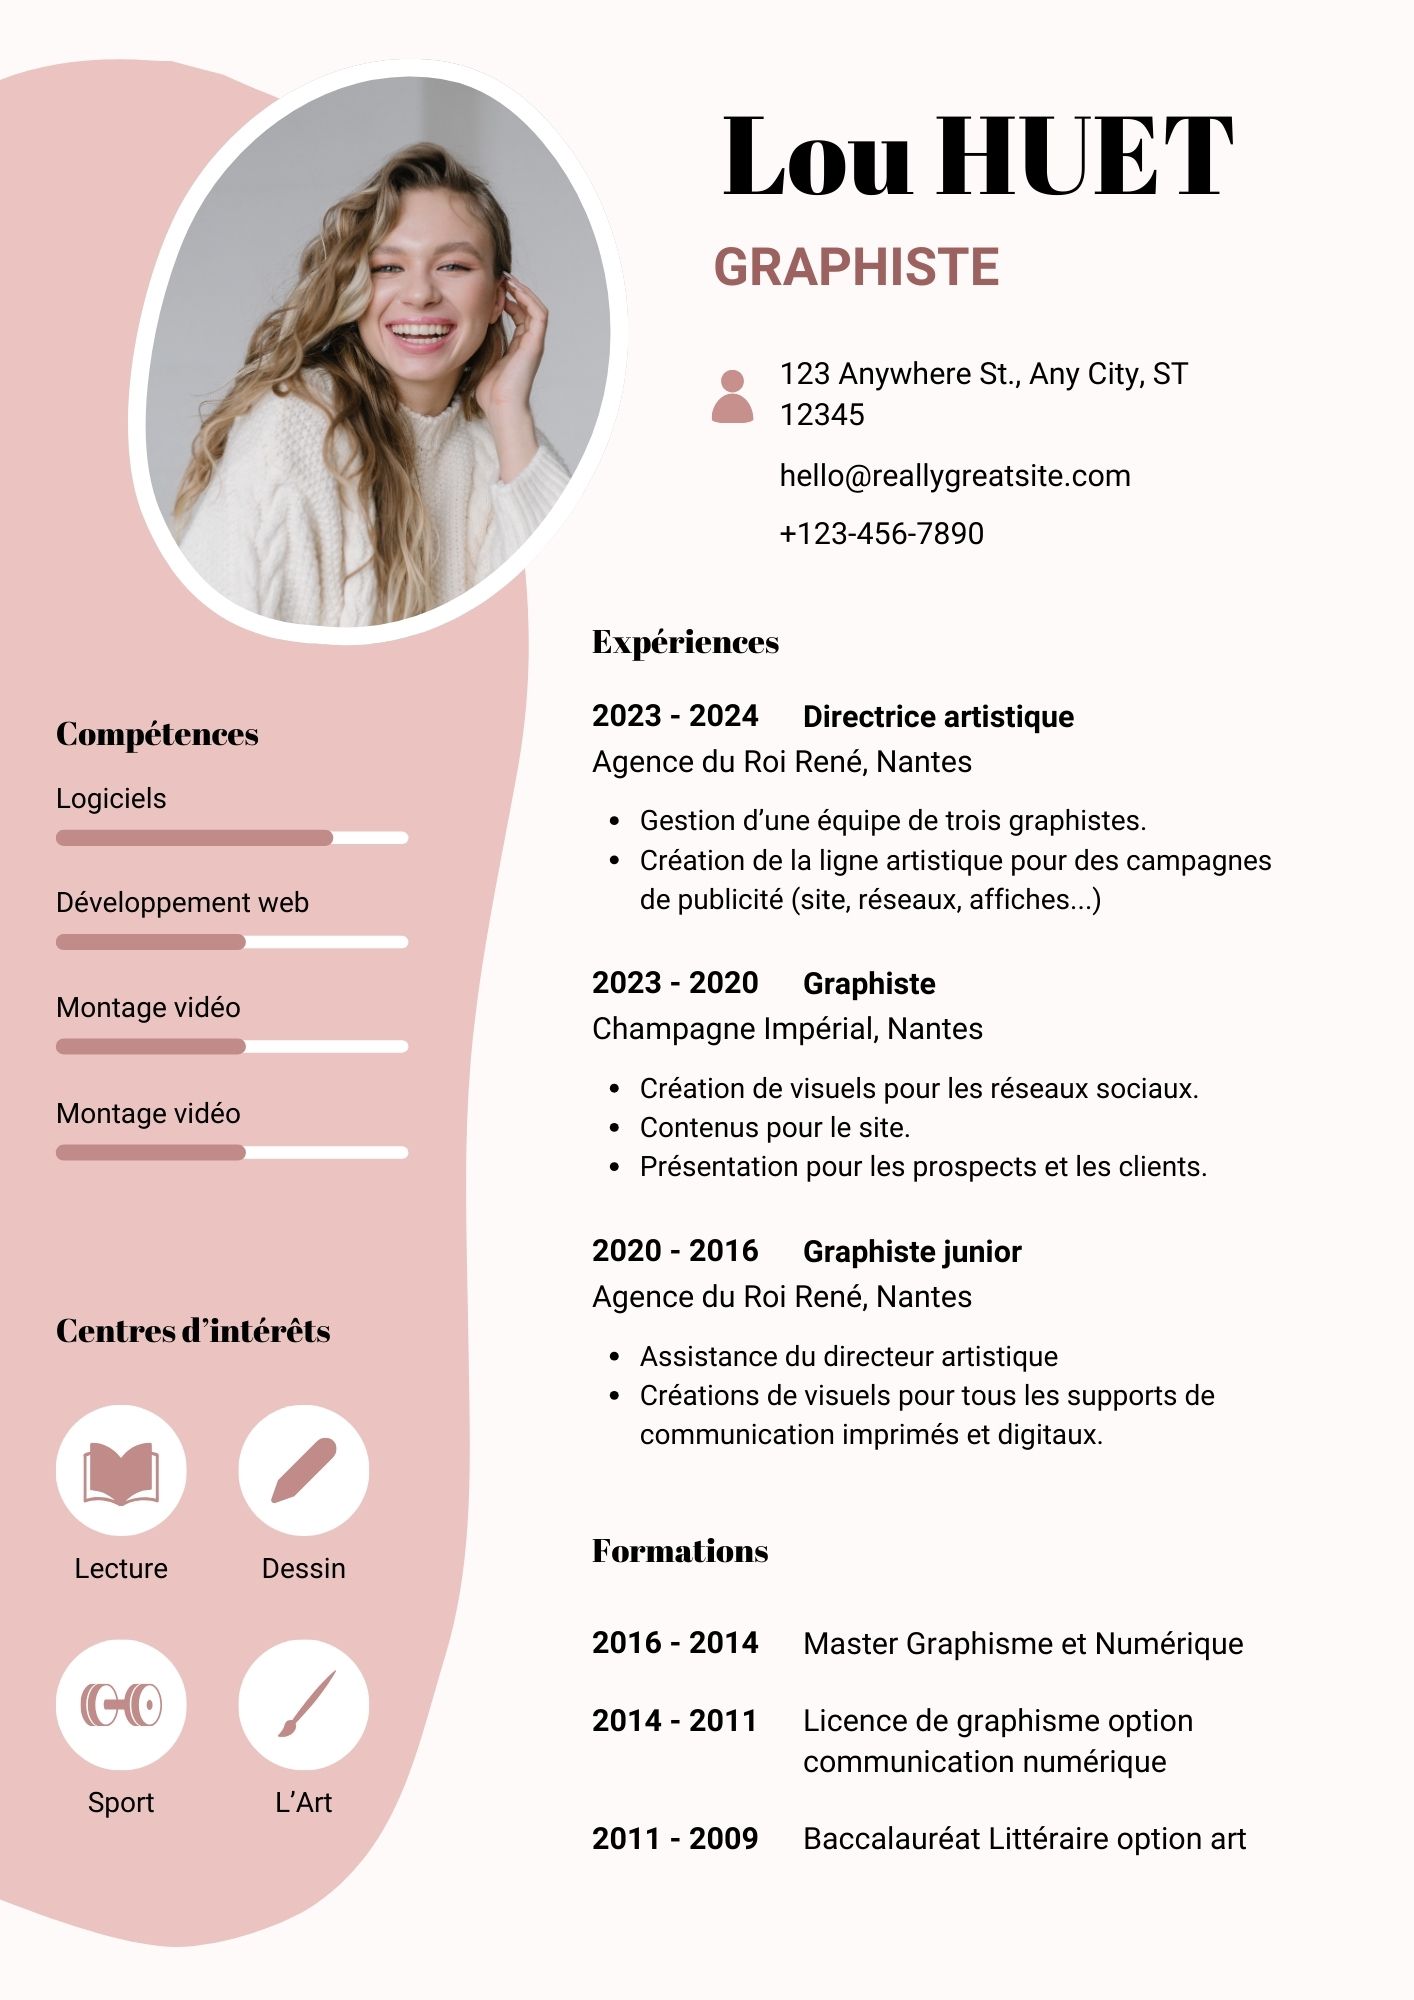 Lou HUET
GRAPHISTE
123 Anywhere St., Any City, ST
12345
hello@reallygreatsite.com
+123-456-7890
Compétences
Logiciels
Développement web
Montage vidéo
Montage vidéo
Centres d’intérêts
Lecture
Dessin
Sport
L’Art
Expériences
2023 - 2024 Directrice artistique
Agence du Roi René, Nantes
• Gestion d’une équipe de trois graphistes.
• Création de la ligne artistique pour des campagnes
de publicité (site, réseaux, affiches...)
2023 - 2020 Graphiste
Champagne Impérial, Nantes
• Création de visuels pour les réseaux sociaux.
• Contenus pour le site.
• Présentation pour les prospects et les clients.
2020 - 2016 Graphiste junior
Agence du Roi René, Nantes
• Assistance du directeur artistique
• Créations de visuels pour tous les supports de
communication imprimés et digitaux.
Formations
2016 - 2014 Master Graphisme et Numérique
2014 - 2011 Licence de graphisme option
communication numérique
2011 - 2009 Baccalauréat Littéraire option art